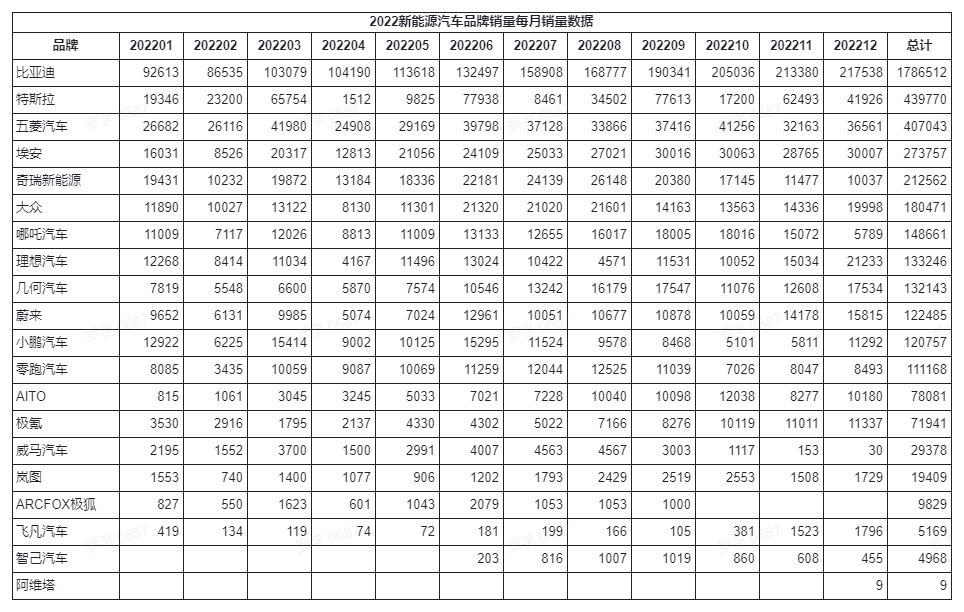 2022新能源汽车品牌销量每月销量数据
品牌 202201 202202 202203 202204 202205 202206 202207 202208 202209 202210 202211 202212 总计
比亚迪 92613 86535 103079 104190 113618 132497 158908 168777 190341 205036 213380 217538 1786512
特斯拉 19346 23200 65754 1512 9825 77938 8461 34502 77613 17200 62493 41926 439770
五菱汽车 26682 26116 41980 24908 29169 39798 37128 33866 37416 41256 32163 36561 407043
埃安 16031 8526 20317 12813 21056 24109 25033 27021 30016 30063 28765 30007 273757
奇瑞新能源 19431 10232 19872 13184 18336 22181 24139 26148 20380 17145 11477 10037 212562
大众 11890 10027 13122 8130 11301 21320 21020 21601 14163 13563 14336 19998 180471
哪吒汽车 11009 7117 12026 8813 11009 13133 12655 16017 18005 18016 15072 5789 148661
理想汽车 12268 8414 11034 4167 11496 13024 10422 4571 11531 10052 15034 21233 133246
几何汽车 7819 5548 6600 5870 7574 10546 13242 16179 17547 11076 12608 17534 132143
蔚来 9652 6131 9985 5074 7024 12961 10051 10677 10878 10059 14178 15815 122485
小鹏汽车 12922 6225 15414 9002 10125 15295 11524 9578 8468 5101 5811 11292 120757
零跑汽车 8085 3435 10059 9087 10069 11259 12044 12525 11039 7026 8047 8493 111168
AITO 815 1061 3045 3245 5033 7021 7228 10040 10098 12038 8277 10180 78081
极氪 3530 2916 1795 2137 4330 4302 5022 7166 8276 10119 11011 11337 71941
威马汽车 2195 1552 3700 1500 2991 4007 4563 4567 3003 1117 153 30 29378
岚图 1553 740 1400 1077 906 1202 1793 2429 2519 2553 1508 1729 19409
ARCFOX极狐 827 550 1623 601 1043 2079 1053 1053 1000 9829
飞凡汽车 419 134 119 74 72 181 199 166 105 381 1523 1796 5169
智己汽车 203 816 1007 1019 860 608 455 4968
阿维塔 9 9